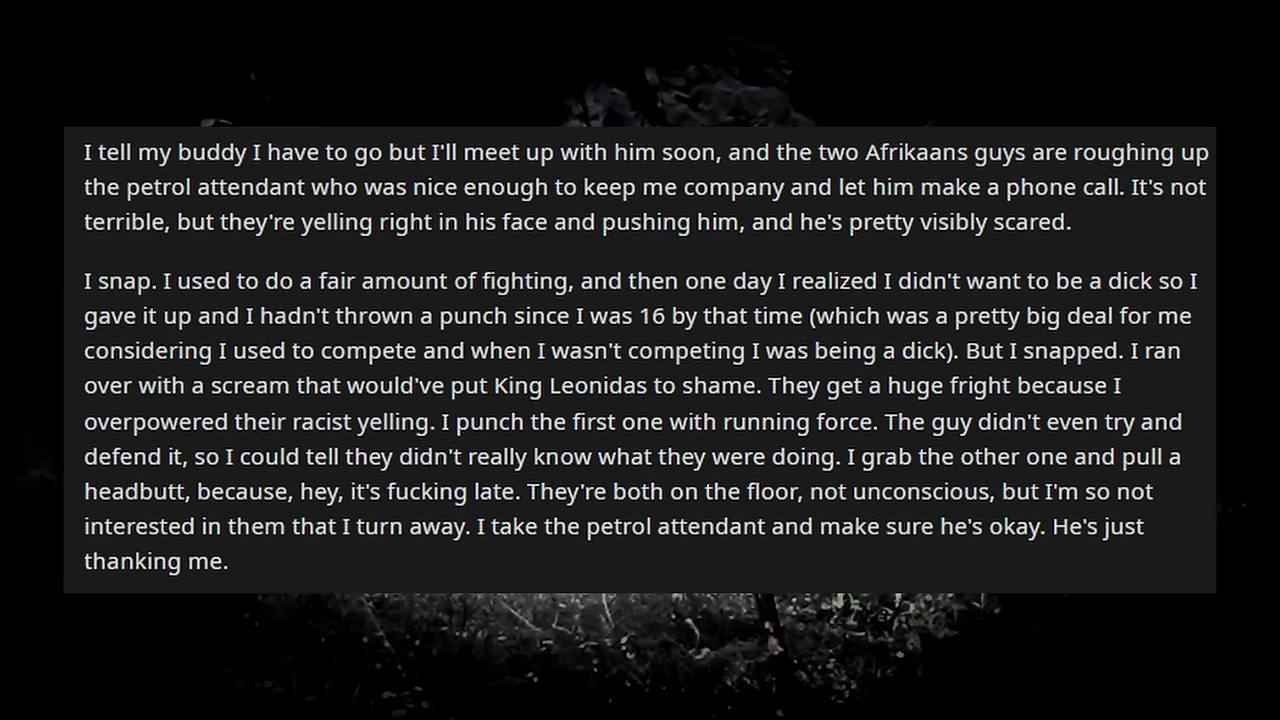 I tell my buddy I have to go but I'll meet up with him soon, and the two Afrikaans guys are roughing up
the petrol attendant who was nice enough to keep me company and let him make a phone call. It's not
terrible, but they're yelling right in his face and pushing him, and he's pretty visibly scared.
I snap. I used to do a fair amount of fighting, and then one day I realized I didn't want to be a dick so I
gave it up and I hadn't thrown a punch since I was 16 by that time (which was a pretty big deal for me
considering I used to compete and when I wasn't competing I was being a dick). But I snapped. I ran
over with a scream that would've put King Leonidas to shame. They get a huge fright because I
overpowered their racist yelling. I punch the first one with running force. The guy didn't even try and
defend it, so I could tell they didn't really know what they were doing. I grab the other one and pull a
headbutt, because, hey, it's fucking late. They're both on the floor, not unconscious, but I'm so not
interested in them that I turn away. I take the petrol attendant and make sure he's okay. He's just
thanking me.